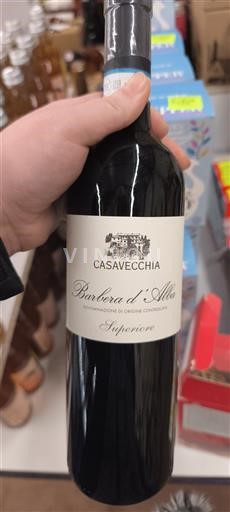 CASAVECCHIA
Barbera d'Alba
DENOMINAZIONE DI ORIGINE CONTROLLATA
Superiore